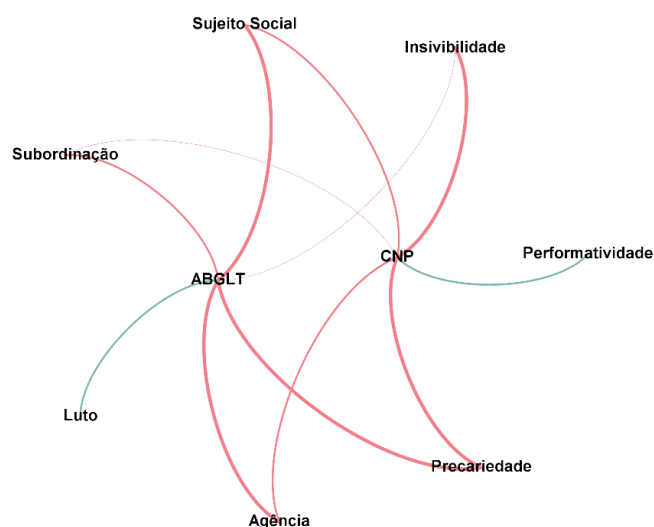 Sujeito Social
Insivibilidade
Subordinação
Performatividade
CNP
ABGLT
Luto
Precariedade
Agência